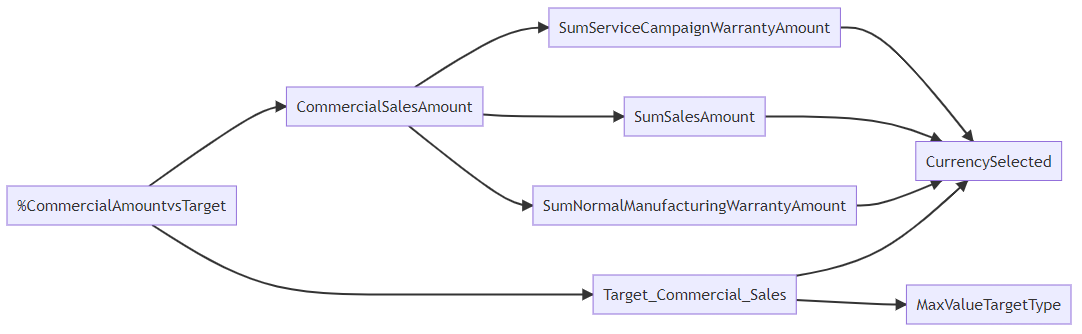 SumServiceCampaignWarrantyAmount
CommercialSalesAmount
SumSalesAmount
CurrencySelected
%CommercialAmountvsTarget
SumNormalManufacturingWarrantyAmount
Target_Commercial_Sales
MaxValueTargetType